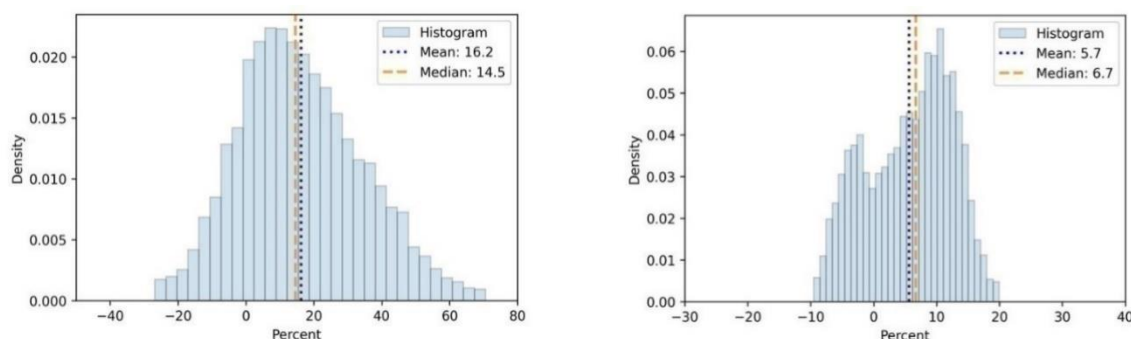 Histogram
Mean: 16.2
Median: 14.5
0.020
0.015
0.010
0.005
0.000
Density
−40
−20
0
20
40
60
80
Percent
Histogram
Mean: 5.7
Median: 6.7
0.06
0.05
0.04
0.03
0.02
0.01
0.00
Density
−30
−20
−10
0
10
20
30
40
Percent